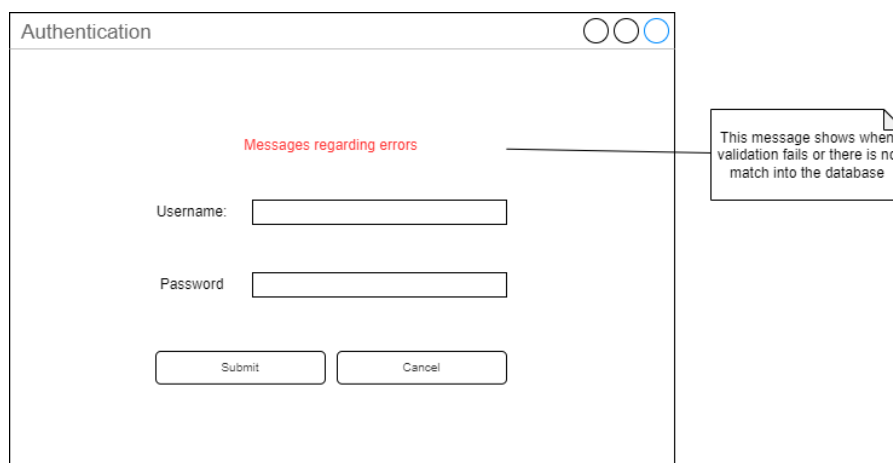 Authentication
Messages regarding errors
This message shows when
validation fails or there is no
match into the database
Username:
Password
Submit
Cancel